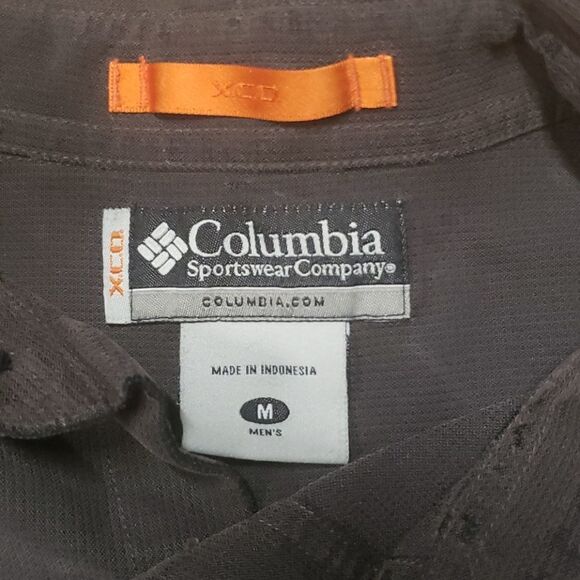 XCO
Columbia
Sportswear Company®
COLUMBIA.COM
XCO
MADE IN INDONESIA
M
MEN'S